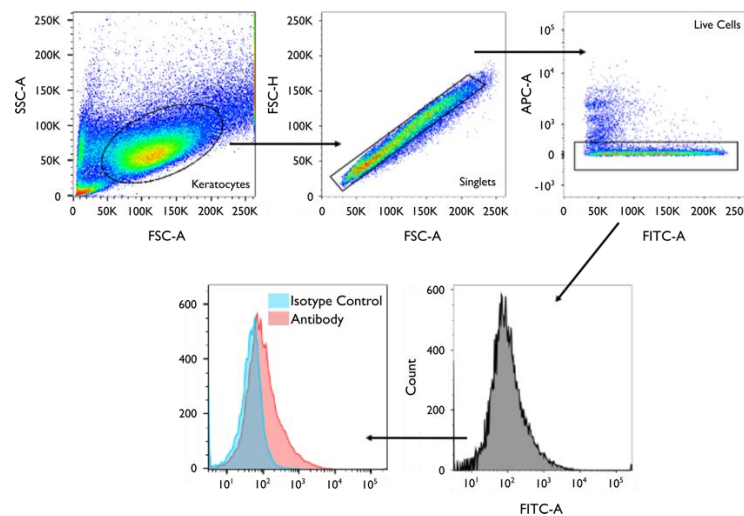 250K
200K
150K
100K
50K
0
SSC-A
Keratocytes
0 50K 100K 150K 200K 250K
FSC-A
250K
200K
150K
100K
50K
0
FSC-H
Singlets
0 50K 100K 150K 200K 250K
FSC-A
Live Cells
10⁵
10⁴
10³
0
-10³
APC-A
0 50K 100K 150K 200K 250
FITC-A
600
400
200
0
Isotype Control
Antibody
10¹ 10² 10³ 10⁴ 10⁵
600
400
200
0
Count
10¹ 10² 10³ 10⁴ 10⁵
FITC-A